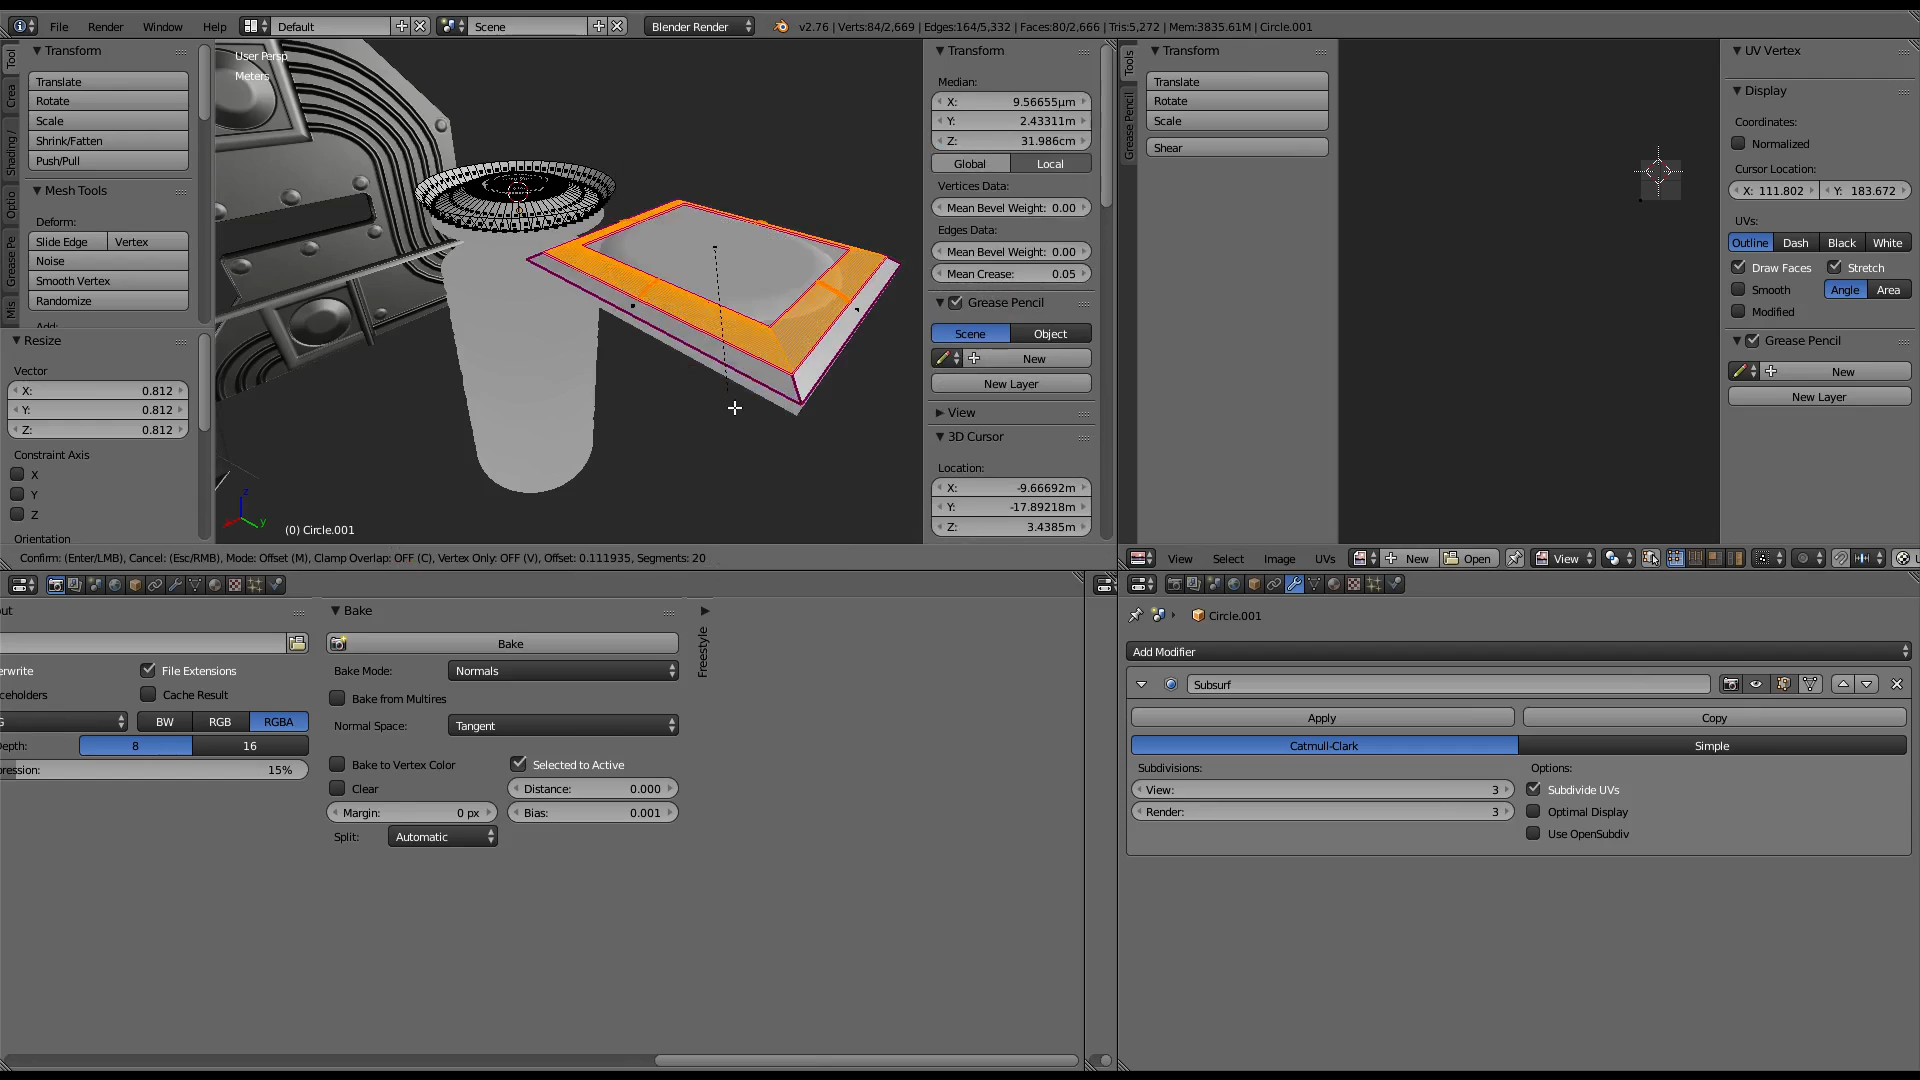 File Render Window Help Default Scene Blender Render v2.76 | Verts:84/2,669 | Edges:164/5,332 | Faces:80/2,666 | Tris:5,272 | Mem:3835.61M | Circle.001
Tool
Crea
Shading /
Optio
Grease Pe
Mis
Transform
Translate
Rotate
Scale
Shrink/Fatten
Push/Pull
Mesh Tools
Deform:
Slide Edge Vertex
Noise
Smooth Vertex
Randomize
Add:
Resize
Vector
X: 0.812
Y: 0.812
Z: 0.812
Constraint Axis
X
Y
Z
Orientation
User Persp
Meters
z
y
(0) Circle.001
Transform
Median:
X: 9.56655µm
Y: 2.43311m
Z: 31.986cm
Global Local
Vertices Data:
Mean Bevel Weight: 0.00
Edges Data:
Mean Bevel Weight: 0.00
Mean Crease: 0.05
Grease Pencil
Scene Object
New
New Layer
View
3D Cursor
Location:
X: -9.66692m
Y: -17.89218m
Z: 3.4385m
Tools
Grease Pencil
Transform
Translate
Rotate
Scale
Shear
UV Vertex
Display
Coordinates:
Normalized
Cursor Location:
X: 111.802 Y: 183.672
UVs:
Outline Dash Black White
Draw Faces Stretch
Smooth Angle Area
Modified
Grease Pencil
New
New Layer
Confirm: (Enter/LMB), Cancel: (Esc/RMB), Mode: Offset (M), Clamp Overlap: OFF (C), Vertex Only: OFF (V), Offset: 0.111935, Segments: 20
View Select Image UVs New Open View
Bake
Bake
File Extensions
Cache Result
BW RGB RGBA
8 16
15%
Bake Mode: Normals
Bake from Multires
Normal Space: Tangent
Bake to Vertex Color Selected to Active
Clear Distance: 0.000
Margin: 0 px Bias: 0.001
Split: Automatic
Freestyle
Circle.001
Add Modifier
Subsurf
Apply Copy
Catmull-Clark Simple
Subdivisions: Options:
View: 3 Subdivide UVs
Render: 3 Optimal Display
Use OpenSubdiv